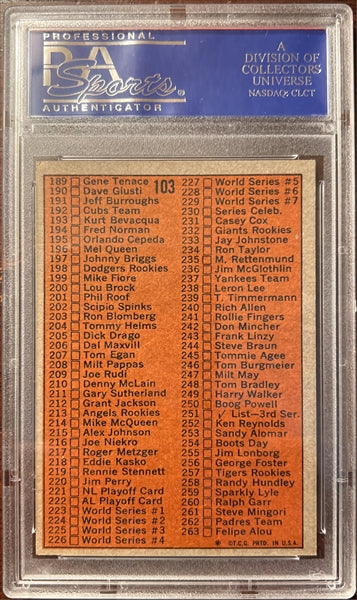 PROFESSIONAL
PSA
Sports
®
AUTHENTICATOR
A
DIVISION OF
COLLECTORS
UNIVERSE
NASDAQ: CLCT
103
189 Gene Tenace
190 Dave Giusti
191 Jeff Burroughs
192 Cubs Team
193 Kurt Bevacqua
194 Fred Norman
195 Orlando Cepeda
196 Mel Queen
197 Johnny Briggs
198 Dodgers Rookies
199 Mike Fiore
200 Lou Brock
201 Phil Roof
202 Scipio Spinks
203 Ron Blomberg
204 Tommy Helms
205 Dick Drago
206 Dal Maxvill
207 Tom Egan
208 Milt Pappas
209 Joe Rudi
210 Denny McLain
211 Gary Sutherland
212 Grant Jackson
213 Angels Rookies
214 Mike McQueen
215 Alex Johnson
216 Joe Niekro
217 Roger Metzger
218 Eddie Kasko
219 Rennie Stennett
220 Jim Perry
221 NL Playoff Card
222 AL Playoff Card
223 World Series #1
224 World Series #2
225 World Series #3
226 World Series #4
227 World Series #5
228 World Series #6
229 World Series #7
230 Series Celeb.
231 Casey Cox
232 Giants Rookies
233 Jay Johnstone
234 Ron Taylor
235 M. Rettenmund
236 Jim McGlothlin
237 Yankees Team
238 Leron Lee
239 T. Timmermann
240 Rich Allen
241 Rollie Fingers
242 Don Mincher
243 Frank Linzy
244 Steve Braun
245 Tommie Agee
246 Tom Burgmeier
247 Milt May
248 Tom Bradley
249 Harry Walker
250 Boog Powell
251 √ List—3rd Ser.
252 Ken Reynolds
253 Sandy Alomar
254 Boots Day
255 Jim Lonborg
256 George Foster
257 Tigers Rookies
258 Randy Hundley
259 Sparkly Lyle
260 Ralph Garr
261 Steve Mingori
262 Padres Team
263 Felipe Alou
* ©T.C.G. PRTD. IN U.S.A.